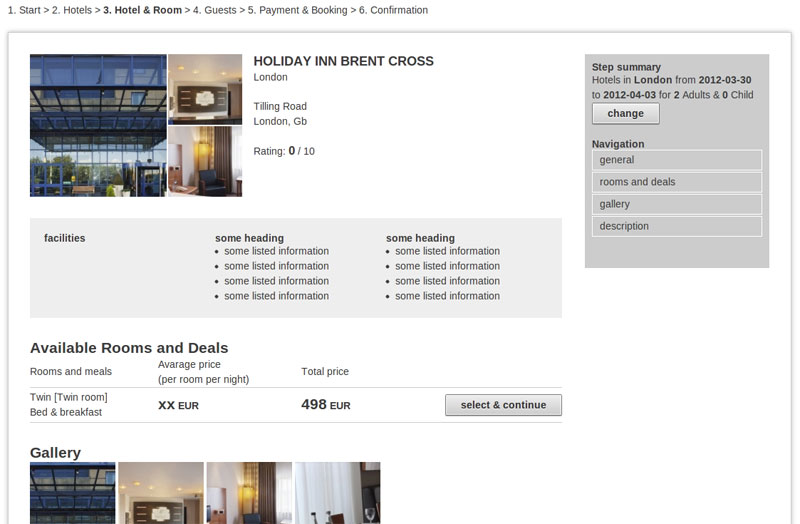 1. Start > 2. Hotels > 3. Hotel & Room > 4. Guests > 5. Payment & Booking > 6. Confirmation
HOLIDAY INN BRENT CROSS
London
Tilling Road
London, Gb
Rating: 0 / 10
Step summary
Hotels in London from 2012-03-30
to 2012-04-03 for 2 Adults & 0 Child
change
Navigation
general
rooms and deals
gallery
description
facilities
some heading
some listed information
some listed information
some listed information
some listed information
some heading
some listed information
some listed information
some listed information
some listed information
Available Rooms and Deals
Rooms and meals
Avarage price
(per room per night)
Total price
Twin [Twin room]
Bed & breakfast
xx EUR
498 EUR
select & continue
Gallery